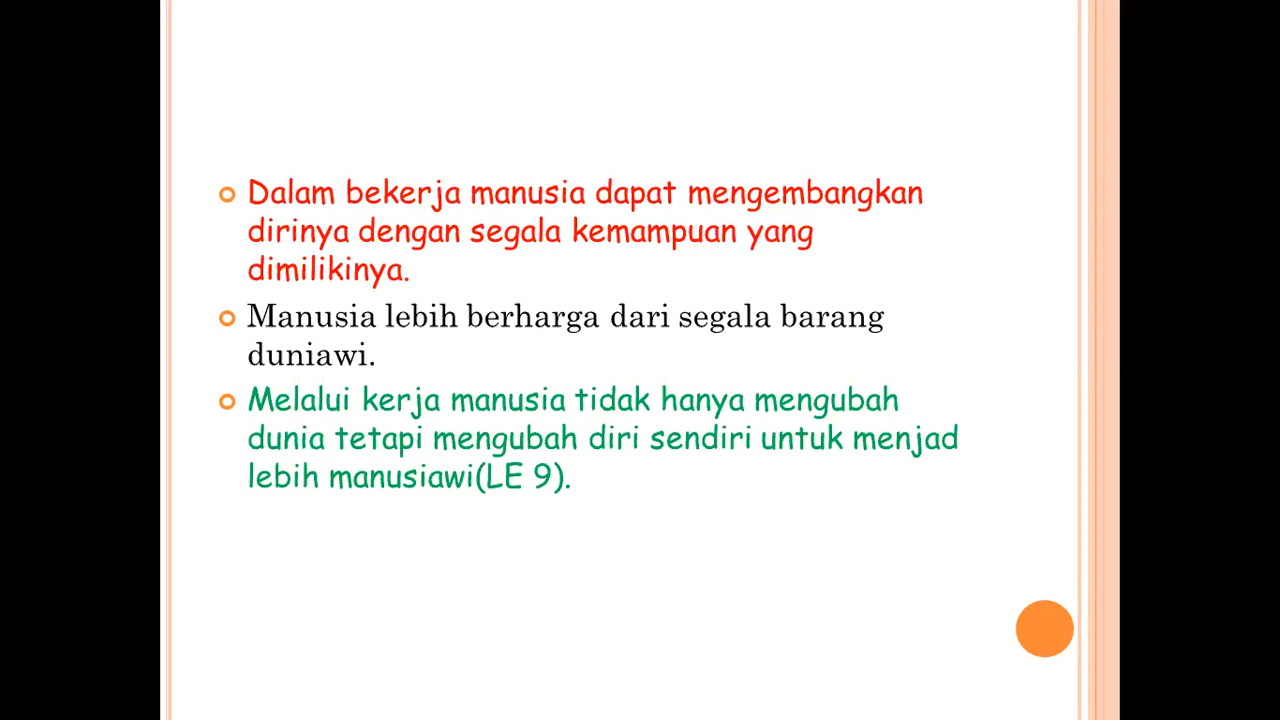 Dalam bekerja manusia dapat mengembangkan
dirinya dengan segala kemampuan yang
dimilikinya.
Manusia lebih berharga dari segala barang
duniawi.
Melalui kerja manusia tidak hanya mengubah
dunia tetapi mengubah diri sendiri untuk menjad
lebih manusiawi(LE 9).